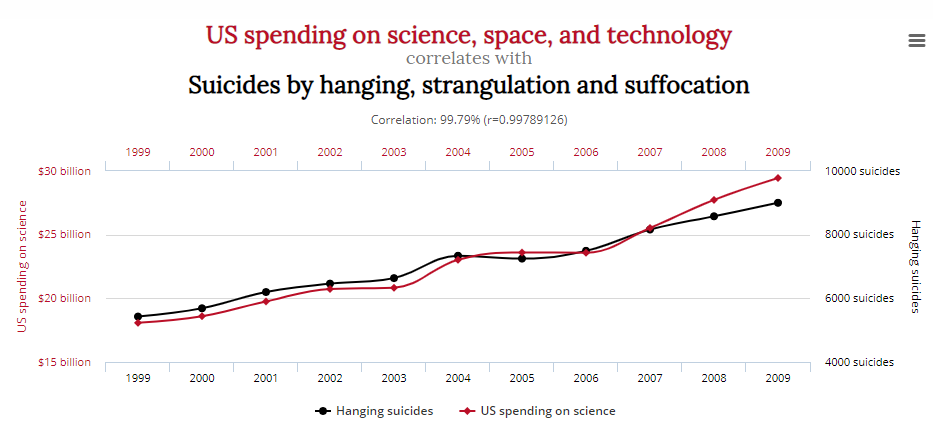 US spending on science, space, and technology
correlates with
Suicides by hanging, strangulation and suffocation
Correlation: 99.79% (r=0.99789126)
1999 2000 2001 2002 2003 2004 2005 2006 2007 2008 2009
$30 billion 10000 suicides
US spending on science
Hanging suicides
$25 billion 8000 suicides
$20 billion 6000 suicides
$15 billion 4000 suicides
1999 2000 2001 2002 2003 2004 2005 2006 2007 2008 2009
Hanging suicides US spending on science